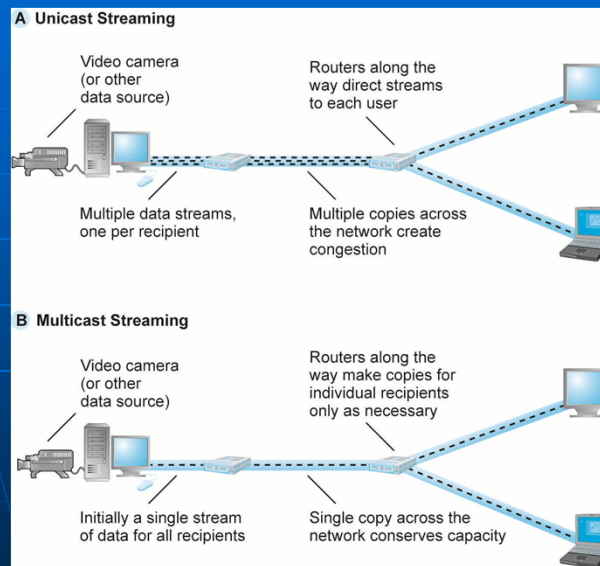 A Unicast Streaming
Video camera
(or other
data source)
Routers along the
way direct streams
to each user
Multiple data streams,
one per recipient
Multiple copies across
the network create
congestion
B Multicast Streaming
Video camera
(or other
data source)
Routers along the
way make copies for
individual recipients
only as necessary
Initially a single stream
of data for all recipients
Single copy across the
network conserves capacity